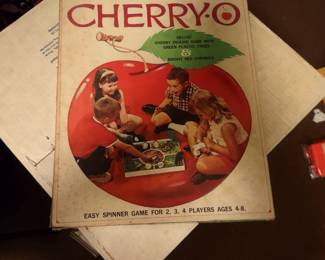 CHERRY-O
DELUXE
CHERRY PICKING GAME WITH
GREEN PLASTIC TREES
&
BRIGHT RED CHERRIES
EASY SPINNER GAME FOR 2, 3, 4 PLAYERS AGES 4-8.